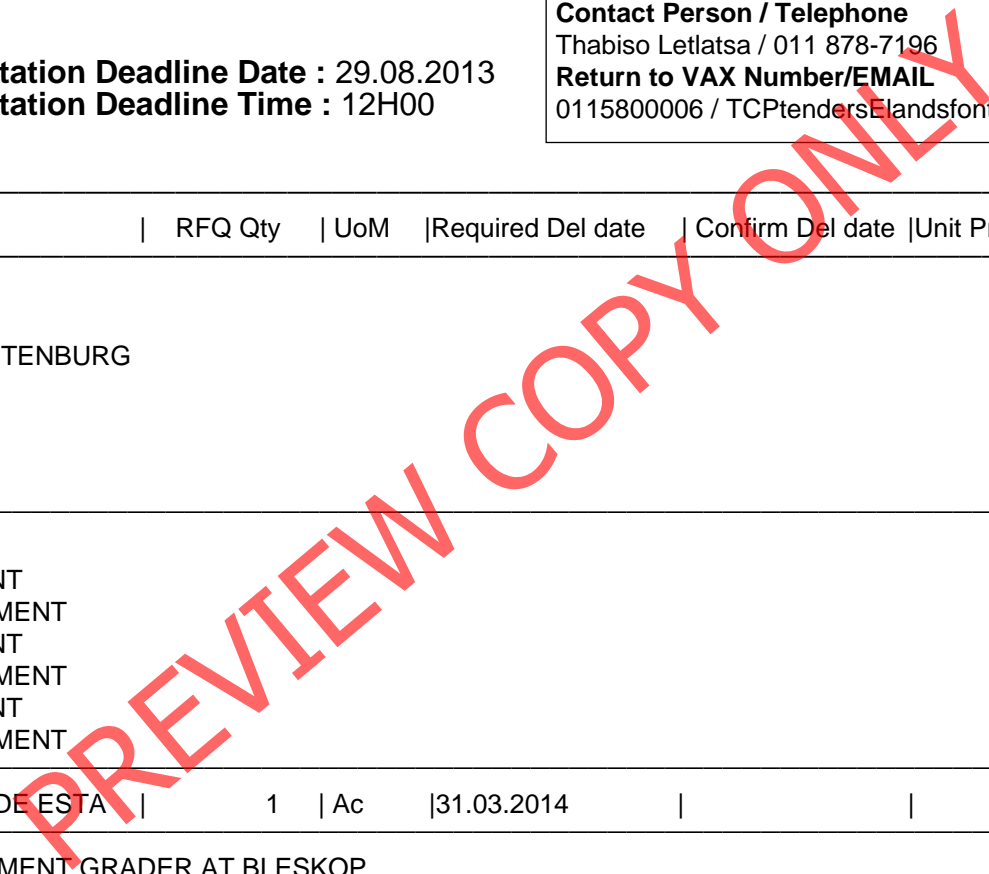 Contact Person / Telephone
Thabiso Letlatsa / 011 878-7196
tation Deadline Date : 29.08.2013
Return to VAX Number/EMAIL
tation Deadline Time : 12H00
0115800006 / TCPtendersElandsfont
| RFQ Qty | UoM |Required Del date | Confirm Del date |Unit Pr
TENBURG
NT
MENT
NT
MENT
NT
MENT
DE ESTA | 1 | Ac |31.03.2014 | |
MENT GRADER AT BLESKOP
PREVIEW COPY ONLY